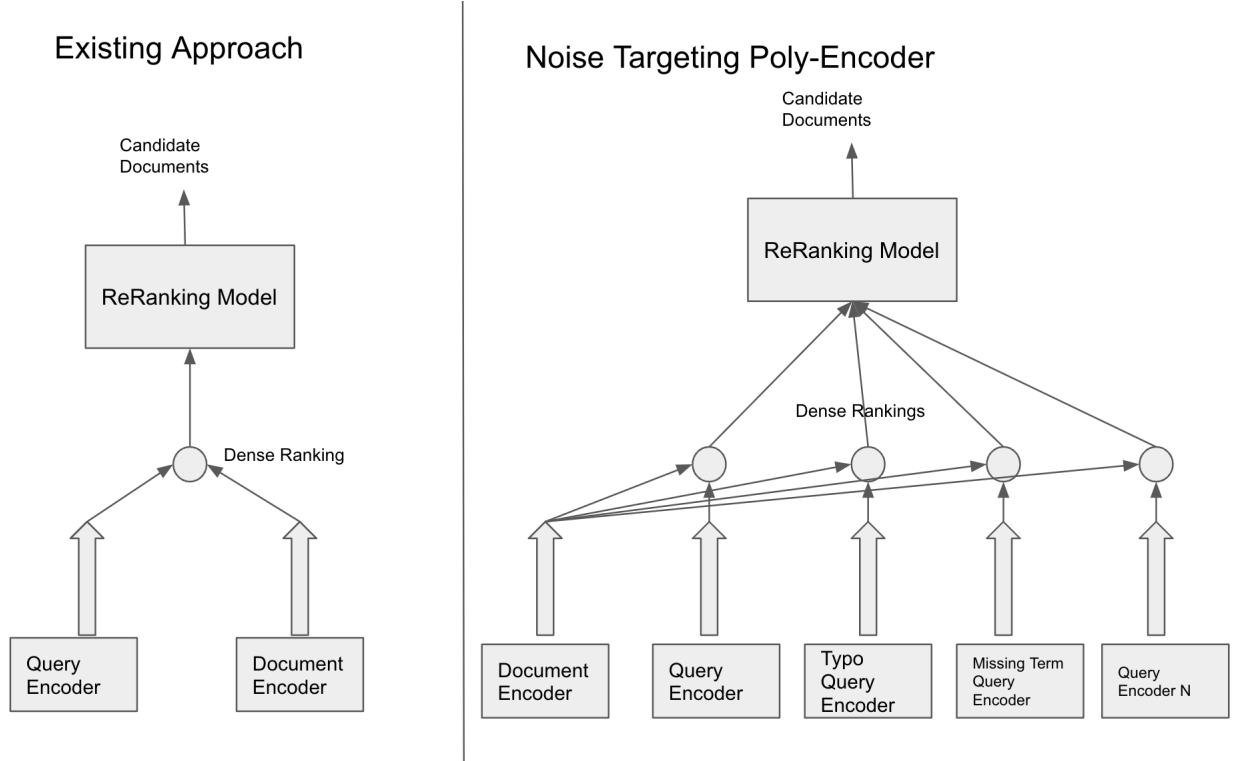 Existing Approach
Candidate
Documents
ReRanking Model
Dense Ranking
Query
Encoder
Document
Encoder
Noise Targeting Poly-Encoder
Candidate
Documents
ReRanking Model
Dense Rankings
Document
Encoder
Query
Encoder
Typo
Query
Encoder
Missing Term
Query
Encoder
Query
Encoder N